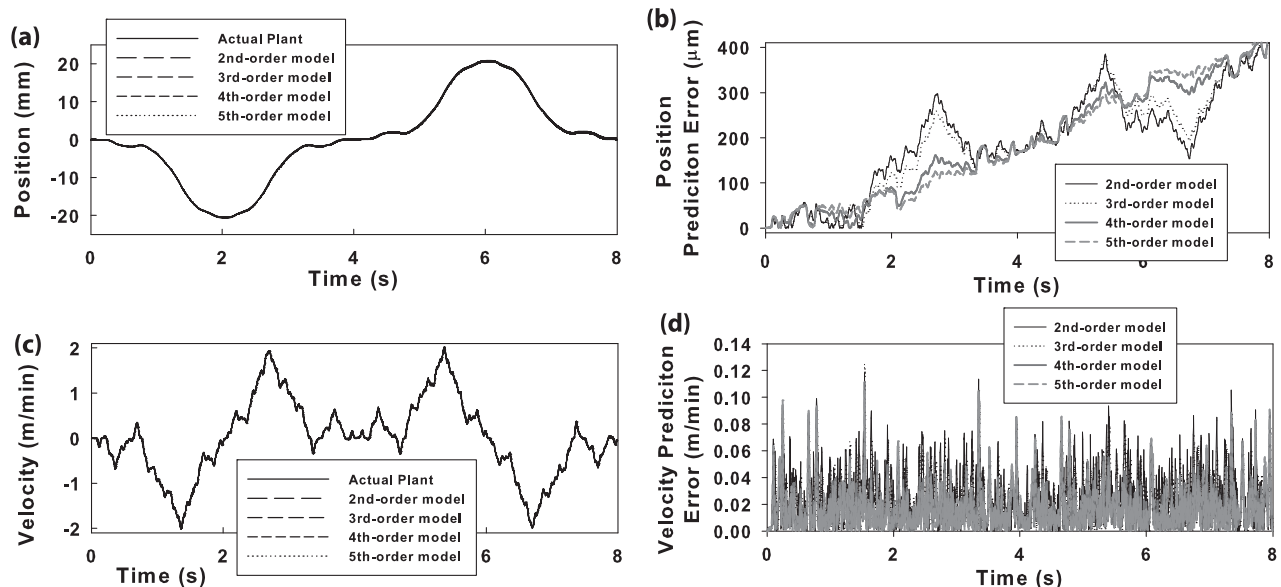 (a)
Actual Plant
2nd-order model
3rd-order model
4th-order model
5th-order model
Position (mm)
20
10
0
-10
-20
0
2
4
6
8
Time (s)
(b)
Position
Prediciton Error (μm)
400
300
200
100
0
2nd-order model
3rd-order model
4th-order model
5th-order model
0
2
4
6
8
Time (s)
(c)
Velocity (m/min)
2
1
0
-1
-2
Actual Plant
2nd-order model
3rd-order model
4th-order model
5th-order model
0
2
4
6
8
Time (s)
(d)
2nd-order model
3rd-order model
4th-order model
5th-order model
Velocity Prediciton
Error (m/min)
0.14
0.12
0.10
0.08
0.06
0.04
0.02
0.00
0
2
4
6
8
Time (s)